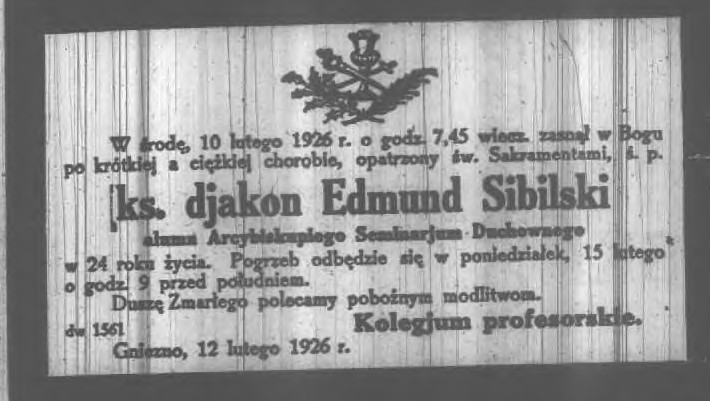 W środę, 10 lutego 1926 r. o godz. 7,45 wiecz. zasnął w Bogu
po krótkiej a ciężkiej chorobie, opatrzony św. Sakramentami, ś. p.
ks. djakon Edmund Sibilski
alumn Arcybiskupiego Seminarjum Duchownego
w 24 roku życia. Pogrzeb odbędzie się w poniedziałek, 15 lutego
o godz. 9 przed południem.
Duszę Zmarłego polecamy pobożnym modlitwom.
dw 1561 Kolegjum profesorskie.
Gniezno, 12 lutego 1926 r.